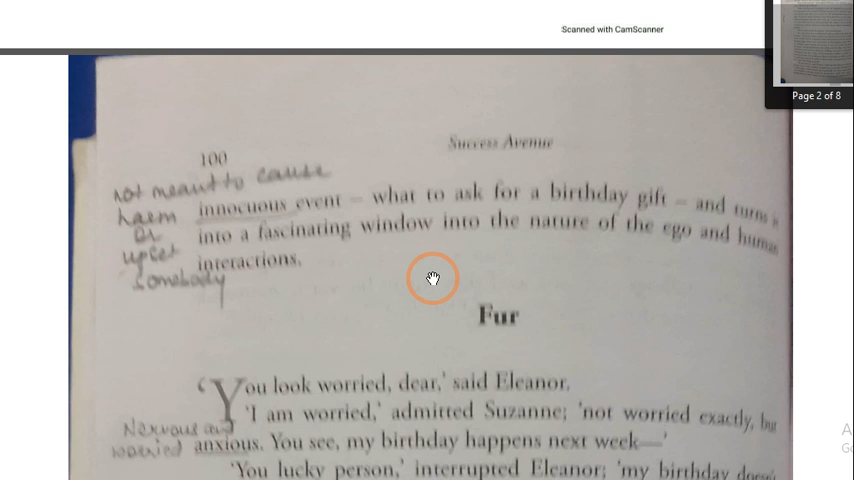 Scanned with CamScanner
Page 2 of 8
100
Success Avenue
not meant to cause
harm
or
upset
somebody
innocuous event – what to ask for a birthday gift – and turns
into a fascinating window into the nature of the ego and human
interactions.
Fur
'You look worried, dear,' said Eleanor.
'I am worried,' admitted Suzanne; 'not worried exactly, but
Nervous and
worried
anxious. You see, my birthday happens next week—'
'You lucky person,' interrupted Eleanor; 'my birthday doesn't